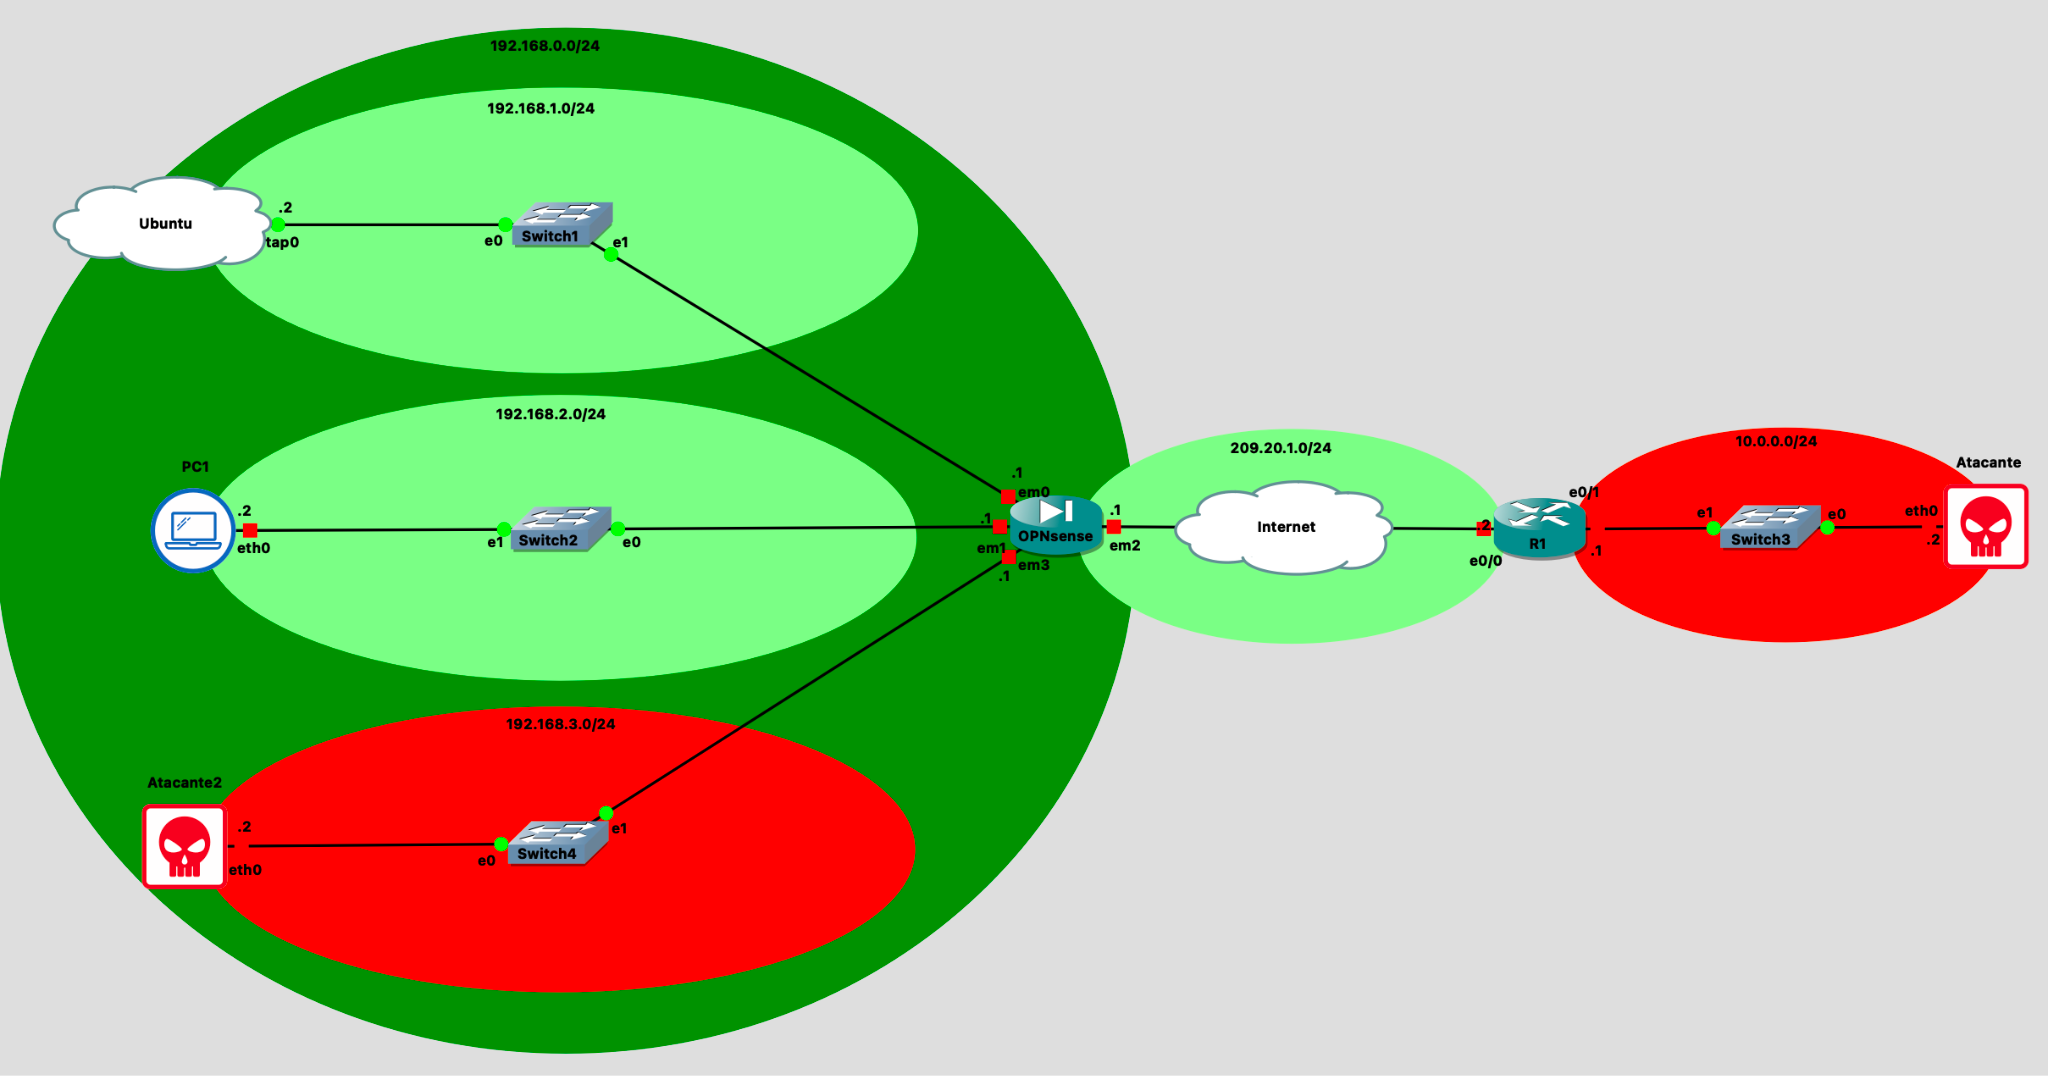 192.168.0.0/24
192.168.1.0/24
Ubuntu
.2
tap0
e0
Switch1
e1
192.168.2.0/24
PC1
.2
eth0
e1
Switch2
e0
.1
em0
.1
em1
OPNsense
.1
em2
em3
.1
209.20.1.0/24
Internet
.2
e0/0
R1
e0/1
.1
10.0.0.0/24
e1
Switch3
e0
Atacante
eth0
.2
192.168.3.0/24
Atacante2
.2
eth0
e0
Switch4
e1